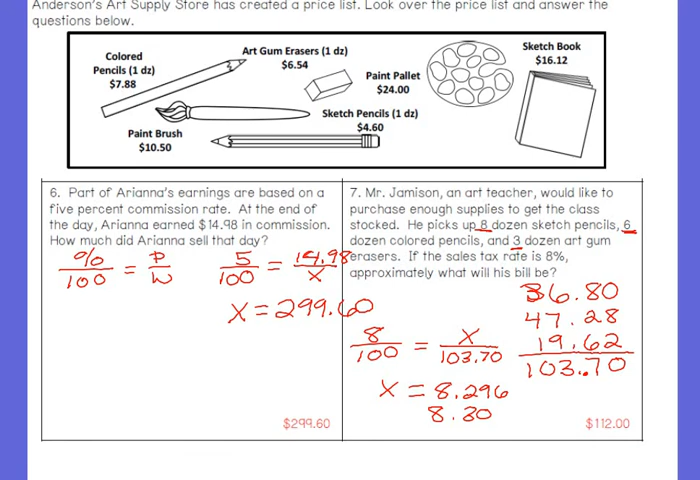 Anderson's Art Supply Store has created a price list. Look over the price list and answer the
questions below.
Colored
Pencils (1 dz)
$7.88
Art Gum Erasers (1 dz)
$6.54
Paint Pallet
$24.00
Sketch Book
$16.12
Paint Brush
$10.50
Sketch Pencils (1 dz)
$4.60
6. Part of Arianna's earnings are based on a
five percent commission rate. At the end of
the day, Arianna earned $14.98 in commission.
How much did Arianna sell that day?
%/100 = P/W
5/100 = 14.98/x
x = 299.60
$299.60
7. Mr. Jamison, an art teacher, would like to
purchase enough supplies to get the class
stocked. He picks up 8 dozen sketch pencils, 6
dozen colored pencils, and 3 dozen art gum
erasers. If the sales tax rate is 8%,
approximately what will his bill be?
36.80
47.28
19.62
103.70
8/100 = x/103.70
x = 8.296
8.30
$112.00